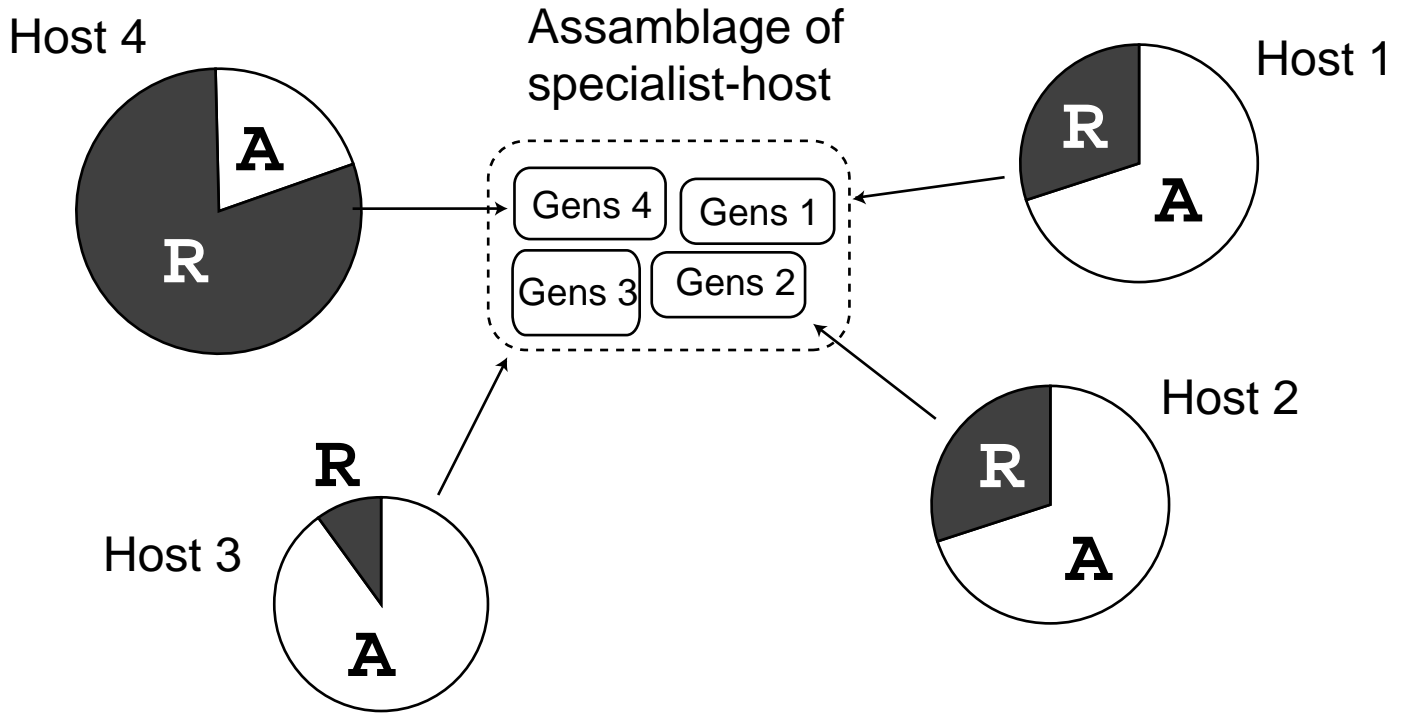 Host 4
Assamblage of
specialist-host
Host 1
A
R
Gens 4
Gens 1
R
A
Gens 3
Gens 2
Host 2
R
R
A
Host 3
A